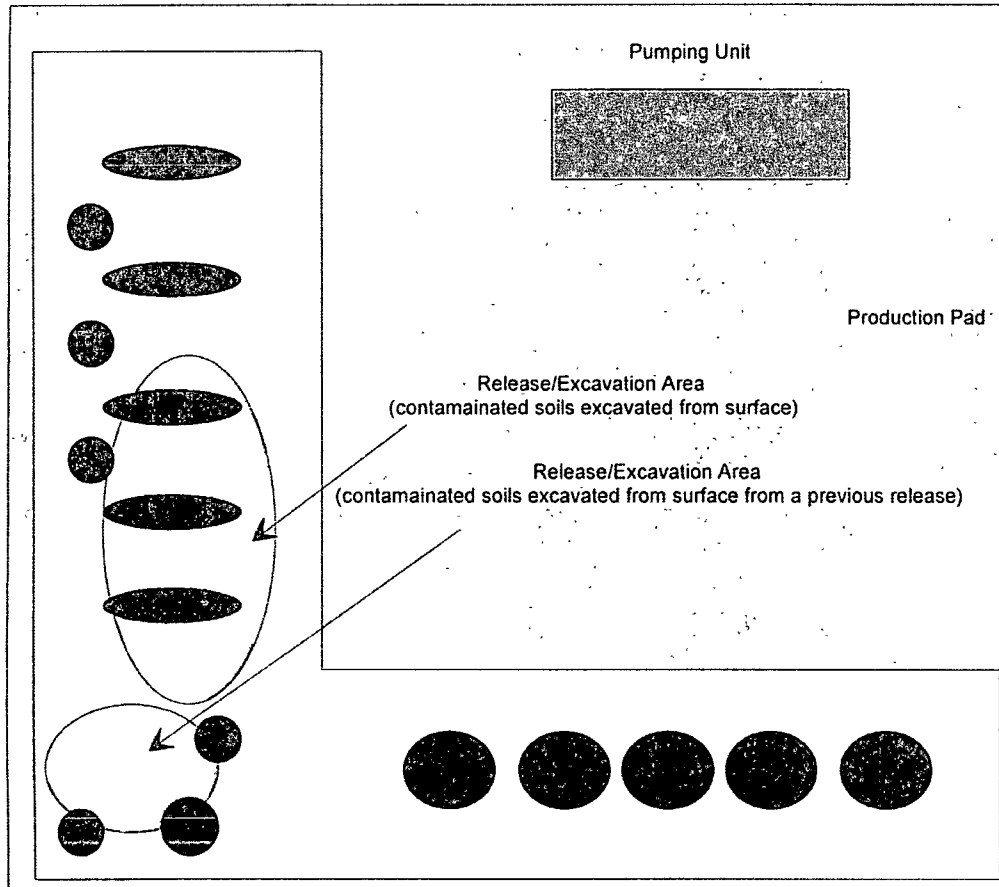 Pumping Unit
Production Pad
Release/Excavation Area
(contamainated soils excavated from surface)
Release/Excavation Area
(contamainated soils excavated from surface from a previous release)